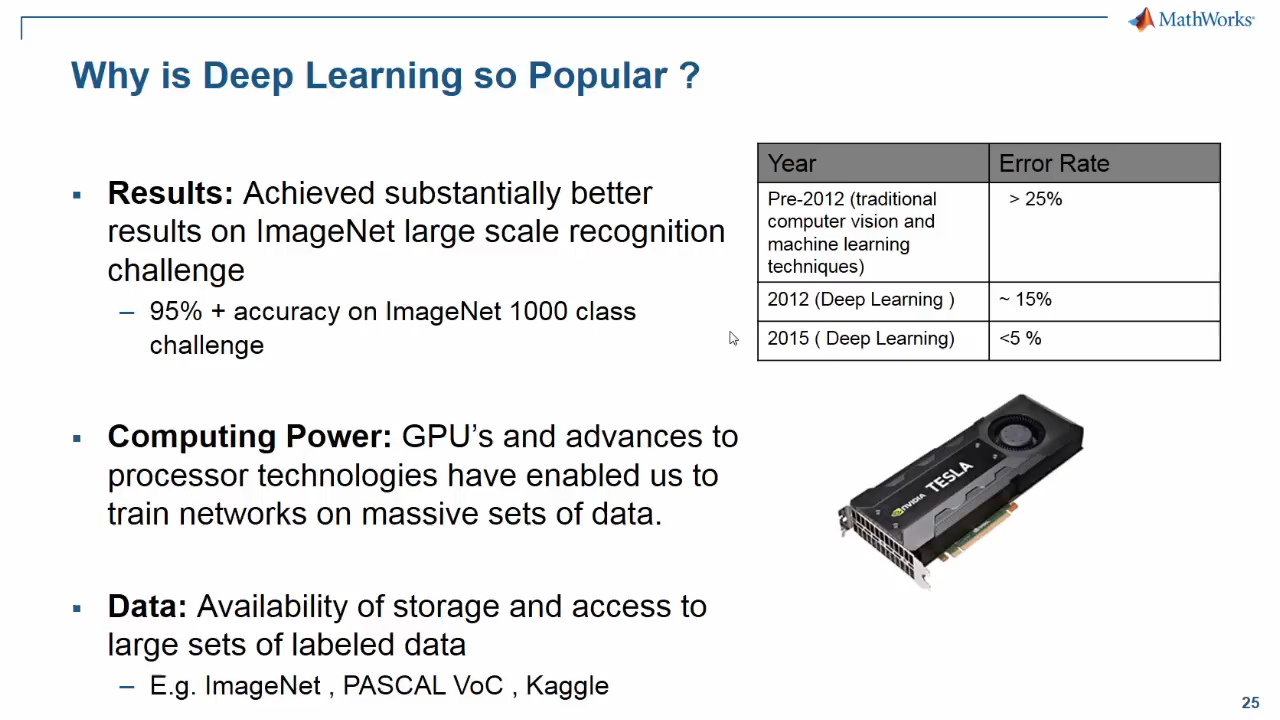 MathWorks
Why is Deep Learning so Popular ?
▪ Results: Achieved substantially better
results on ImageNet large scale recognition
challenge
– 95% + accuracy on ImageNet 1000 class
challenge
▪ Computing Power: GPU’s and advances to
processor technologies have enabled us to
train networks on massive sets of data.
▪ Data: Availability of storage and access to
large sets of labeled data
– E.g. ImageNet , PASCAL VoC , Kaggle
Year Error Rate
Pre-2012 (traditional > 25%
computer vision and
machine learning
techniques)
2012 (Deep Learning ) ~ 15%
2015 ( Deep Learning) <5 %
NVIDIA TESLA
25